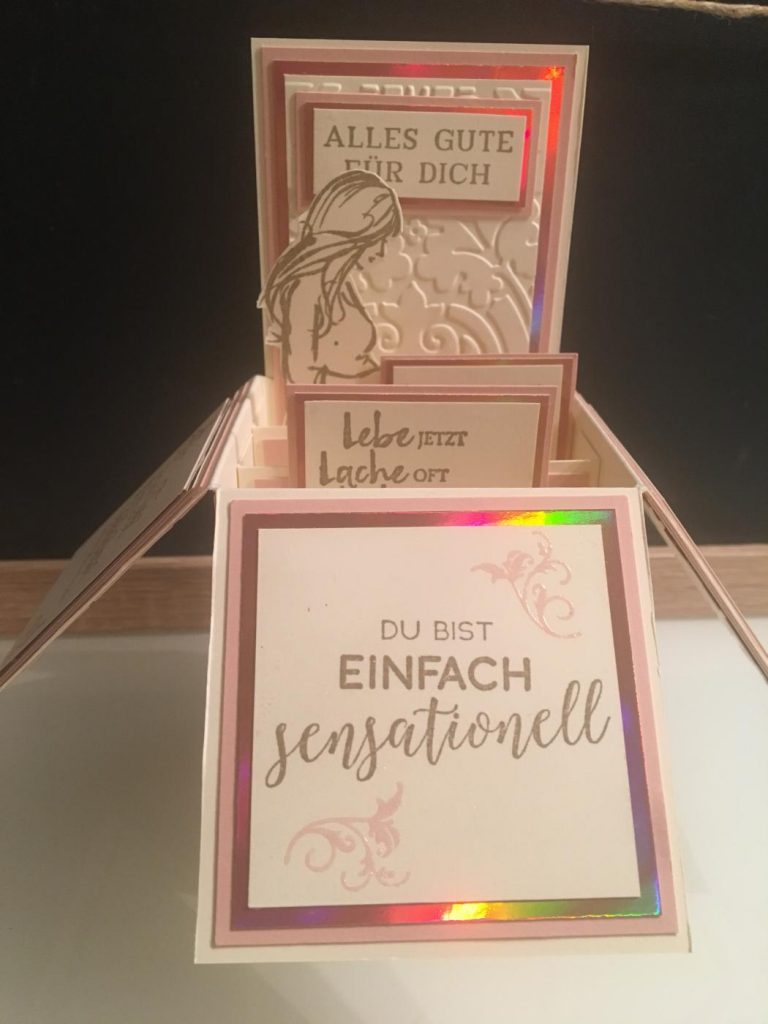 ALLES GUTE
FÜR DICH
Lebe JETZT
Lache OFT
DU BIST
EINFACH
sensationell